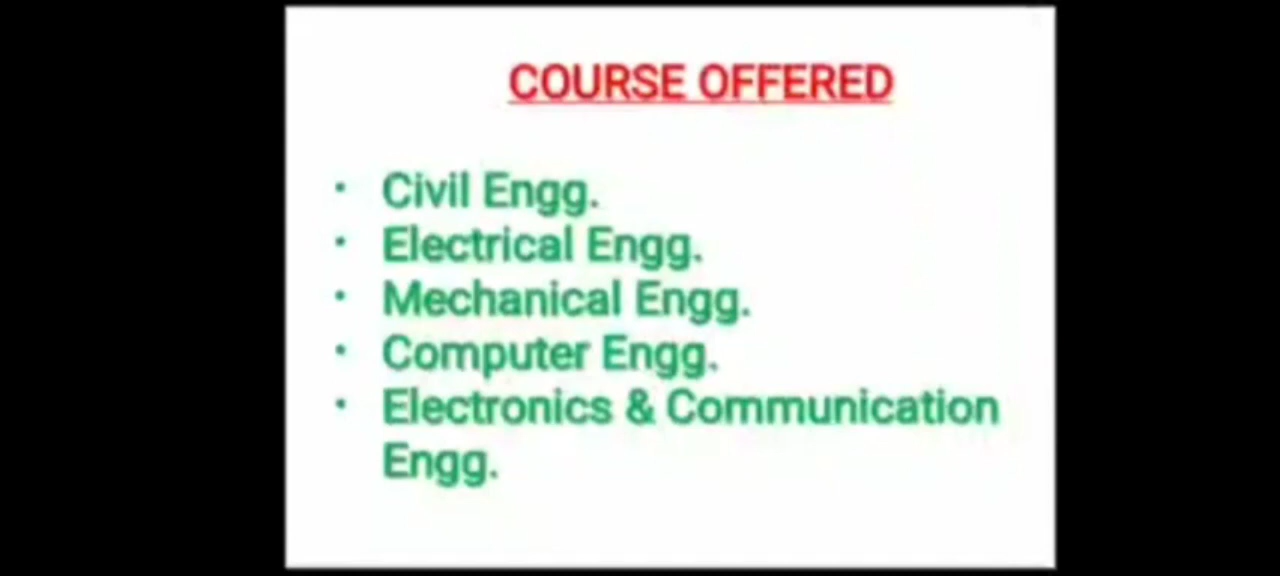 COURSE OFFERED
• Civil Engg.
• Electrical Engg.
• Mechanical Engg.
• Computer Engg.
• Electronics & Communication
Engg.